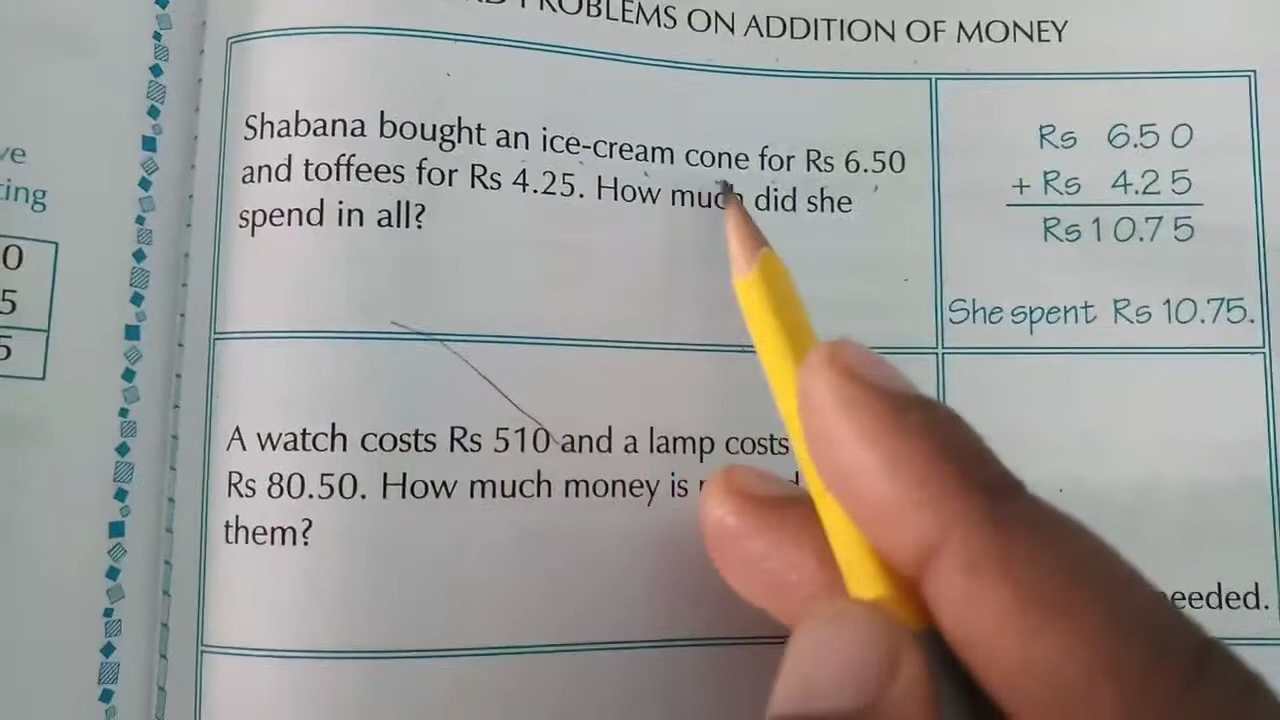 PROBLEMS ON ADDITION OF MONEY
ve
ing
0
5
5
Shabana bought an ice-cream cone for Rs 6.50
and toffees for Rs 4.25. How much did she
spend in all?
Rs 6.50
+ Rs 4.25
Rs 10.75
She spent Rs 10.75.
A watch costs Rs 510 and a lamp costs
Rs 80.50. How much money is
them?
eeded.